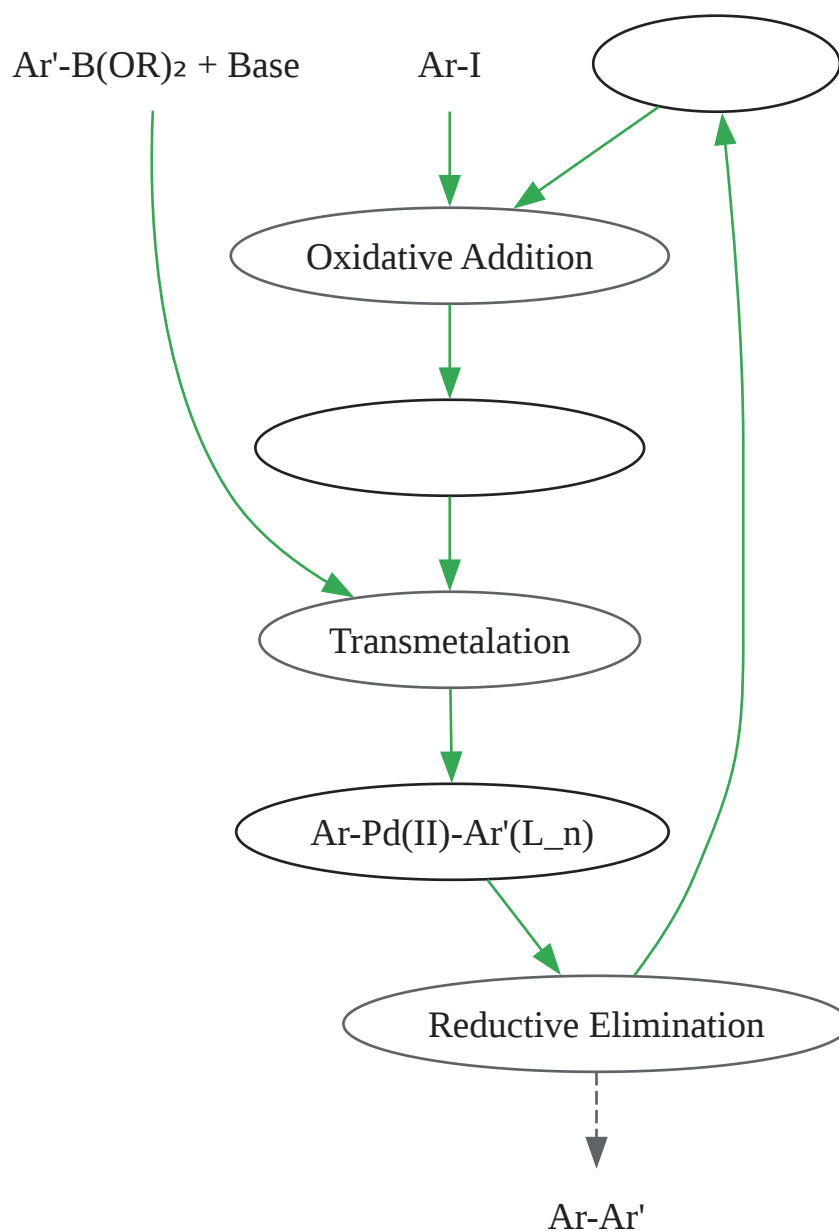 Ar'-B(OR)₂ + Base
Ar-I
Oxidative Addition
Transmetalation
Ar-Pd(II)-Ar'(L_n)
Reductive Elimination
Ar-Ar'